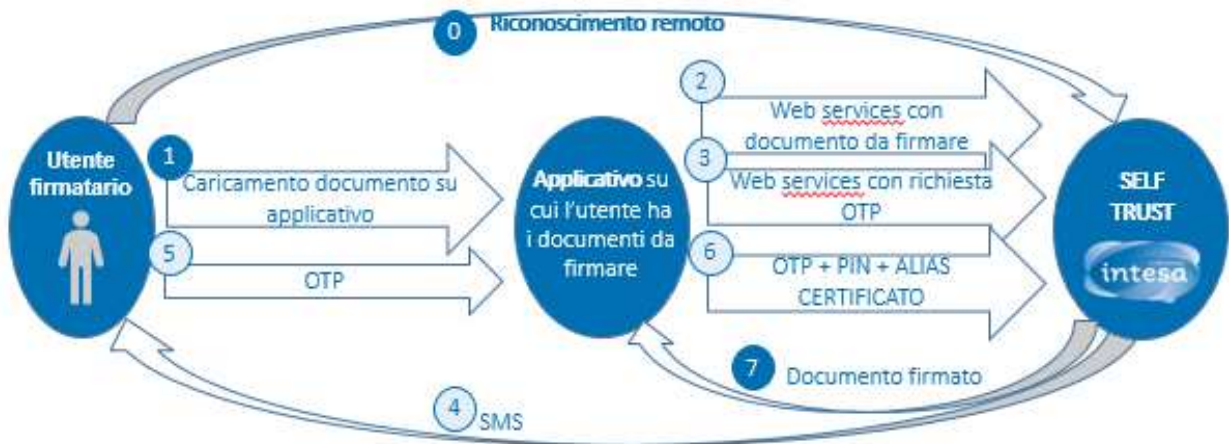 0
Riconoscimento remoto
Utente
firmatario
1
Caricamento documento su
applicativo
5
OTP
Applicativo su
cui l'utente ha
i documenti da
firmare
2
Web services con
documento da firmare
3
Web services con richiesta
OTP
6
OTP + PIN + ALIAS
CERTIFICATO
SELF
TRUST
intesa
7
Documento firmato
4
SMS